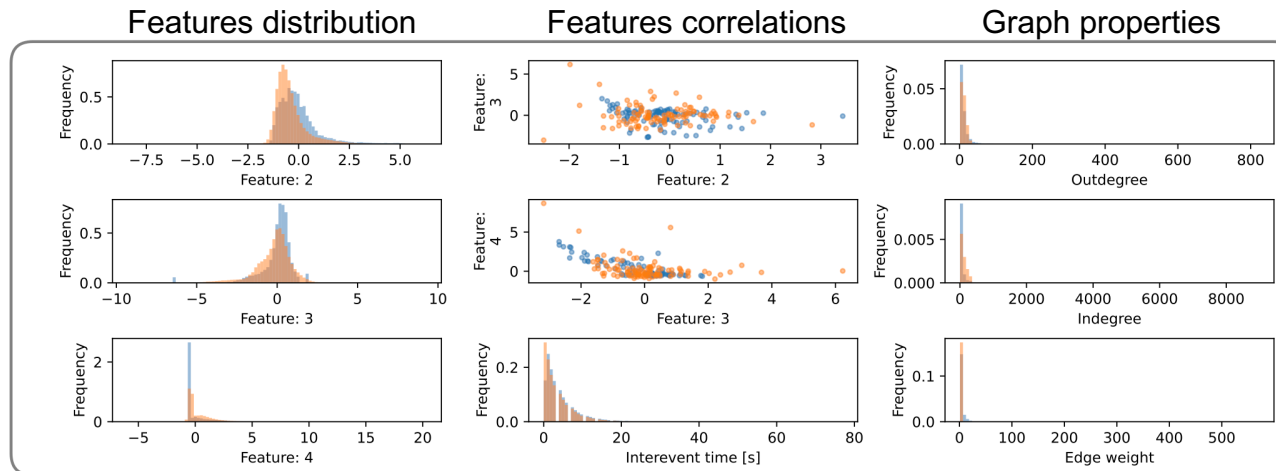 Features distribution
Features correlations
Graph properties
Frequency
0.5
0.0
−7.5 −5.0 −2.5 0.0 2.5 5.0
Feature: 2
Feature:
3
5
0
−2 −1 0 1 2 3
Feature: 2
Frequency
0.05
0.00
0 200 400 600 800
Outdegree
Frequency
0.5
0.0
−10 −5 0 5 10
Feature: 3
Feature:
4
5
0
−2 0 2 4 6
Feature: 3
Frequency
0.005
0.000
0 2000 4000 6000 8000
Indegree
Frequency
2
0
−5 0 5 10 15 20
Feature: 4
Frequency
0.2
0.0
0 20 40 60 80
Interevent time [s]
Frequency
0.1
0.0
0 100 200 300 400 500
Edge weight